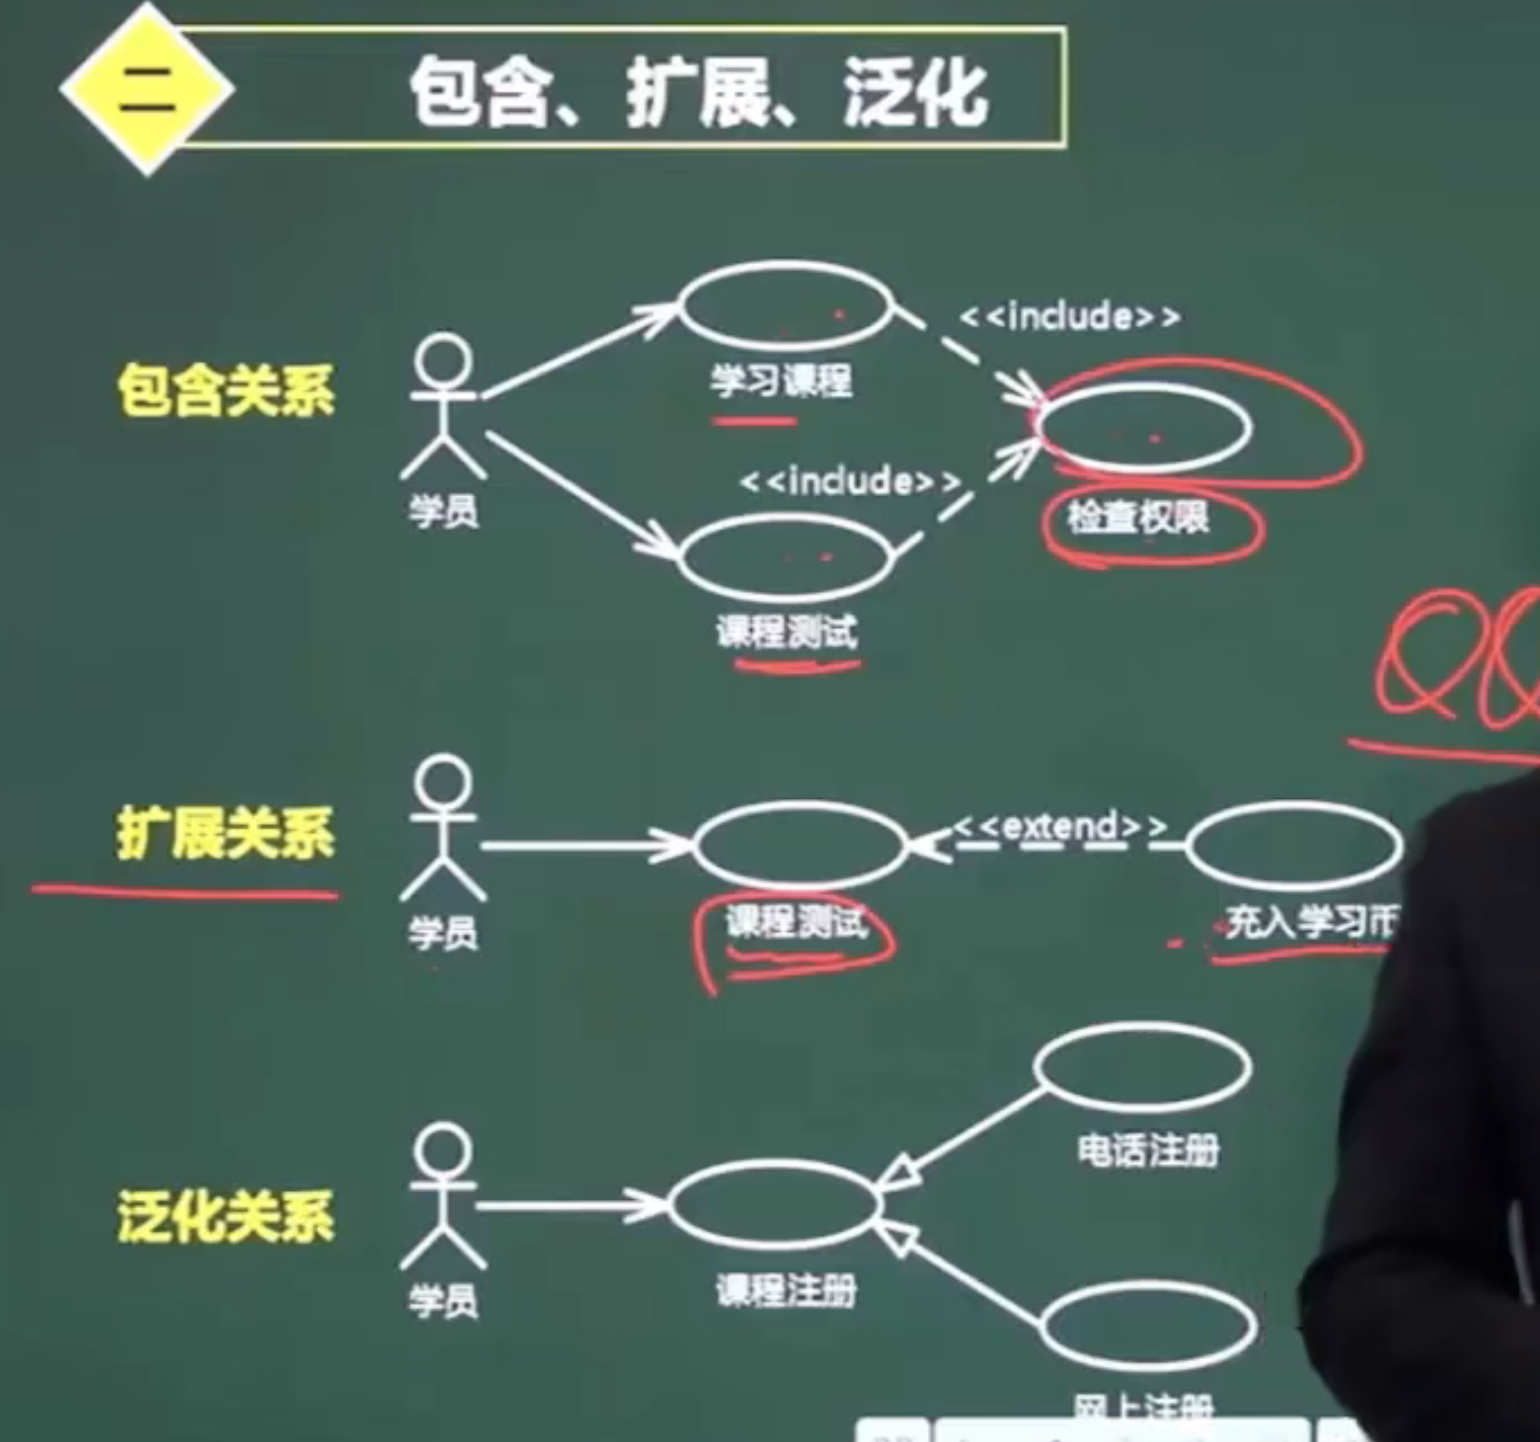 二
包含、扩展、泛化
<<include>>
包含关系
学习课程
<<include>>
学员
检查权限
课程测试
QQ
扩展关系
<<extend>>
学员
课程测试
充入学习币
电话注册
泛化关系
学员
课程注册
网上注册